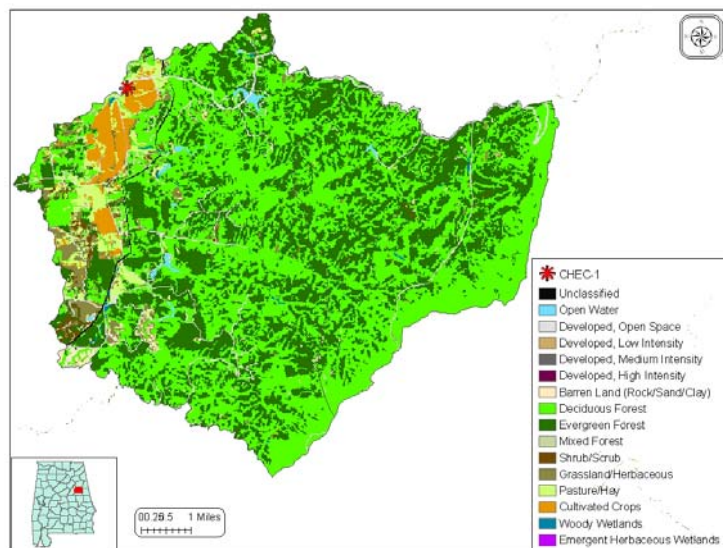 CHEC-1
Unclassified
Open Water
Developed, Open Space
Developed, Low Intensity
Developed, Medium Intensity
Developed, High Intensity
Barren Land (Rock/Sand/Clay)
Deciduous Forest
Evergreen Forest
Mixed Forest
Shrub/Scrub
Grassland/Herbaceous
Pasture/Hay
Cultivated Crops
Woody Wetlands
Emergent Herbaceous Wetlands
1 Miles